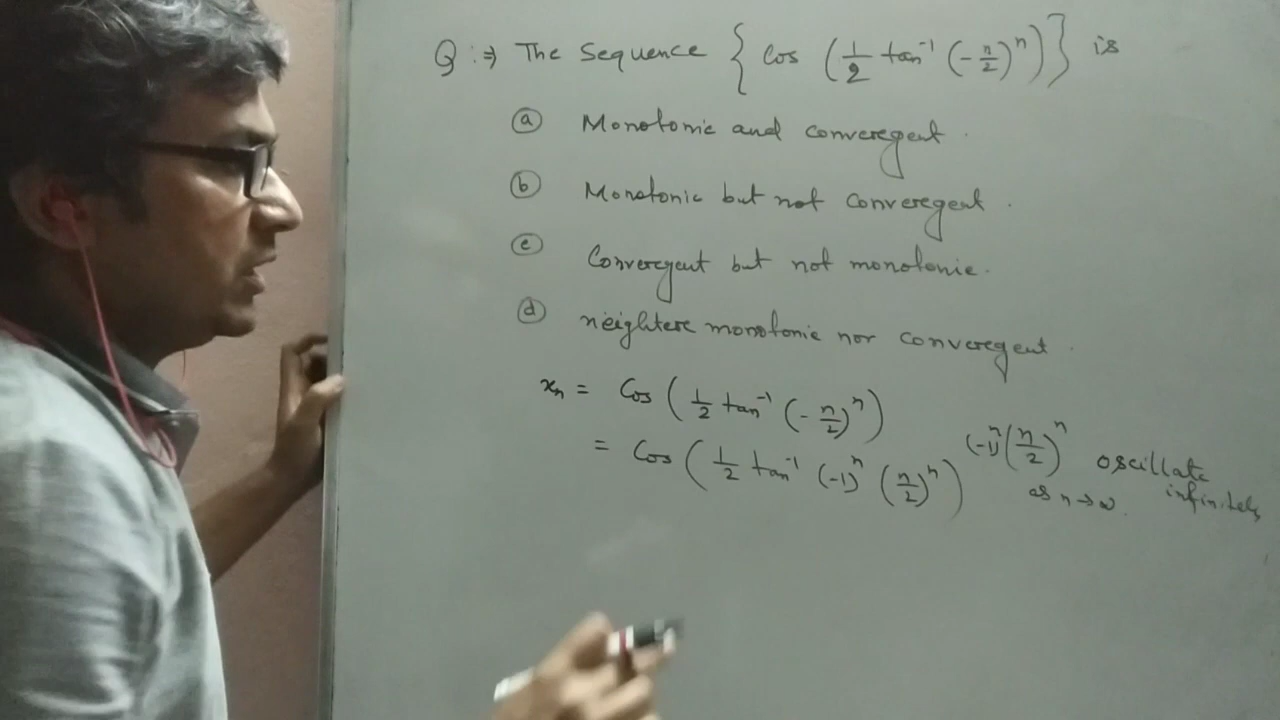 Q :⇒ The Sequence { Cos (1/2 tan⁻¹ (-n/2)ⁿ) } is
ⓐ Monotonic and converegent .
ⓑ Monotonic but not converegent .
ⓒ Converegent but not monotonic .
ⓓ neightere monotonic nor converegent .
xₙ = Cos (1/2 tan⁻¹ (-n/2)ⁿ)
= Cos (1/2 tan⁻¹ (-1)ⁿ (n/2)ⁿ)
(-1)ⁿ (n/2)ⁿ oscillate
infinitely
as n → ∞ .